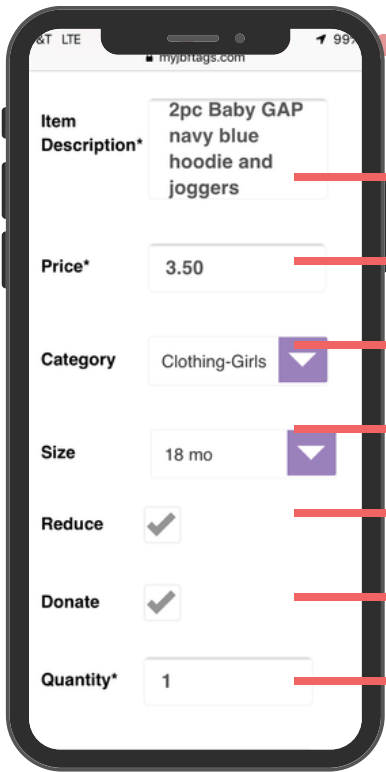 &T LTE 99%
myjbftags.com
Item
Description*
2pc Baby GAP
navy blue
hoodie and
joggers
Price*
3.50
Category
Clothing-Girls
Size
18 mo
Reduce
Donate
Quantity*
1